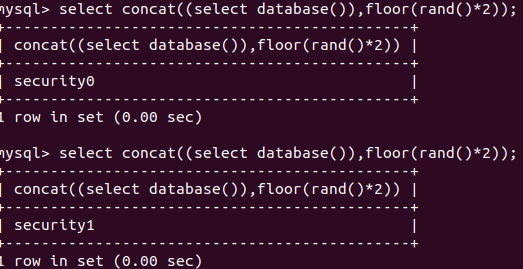 mysql> select concat((select database()),floor(rand()*2));
+-------------------------------------------+
| concat((select database()),floor(rand()*2)) |
+-------------------------------------------+
| security0 |
+-------------------------------------------+
1 row in set (0.00 sec)
mysql> select concat((select database()),floor(rand()*2));
+-------------------------------------------+
| concat((select database()),floor(rand()*2)) |
+-------------------------------------------+
| security1 |
+-------------------------------------------+
1 row in set (0.00 sec)